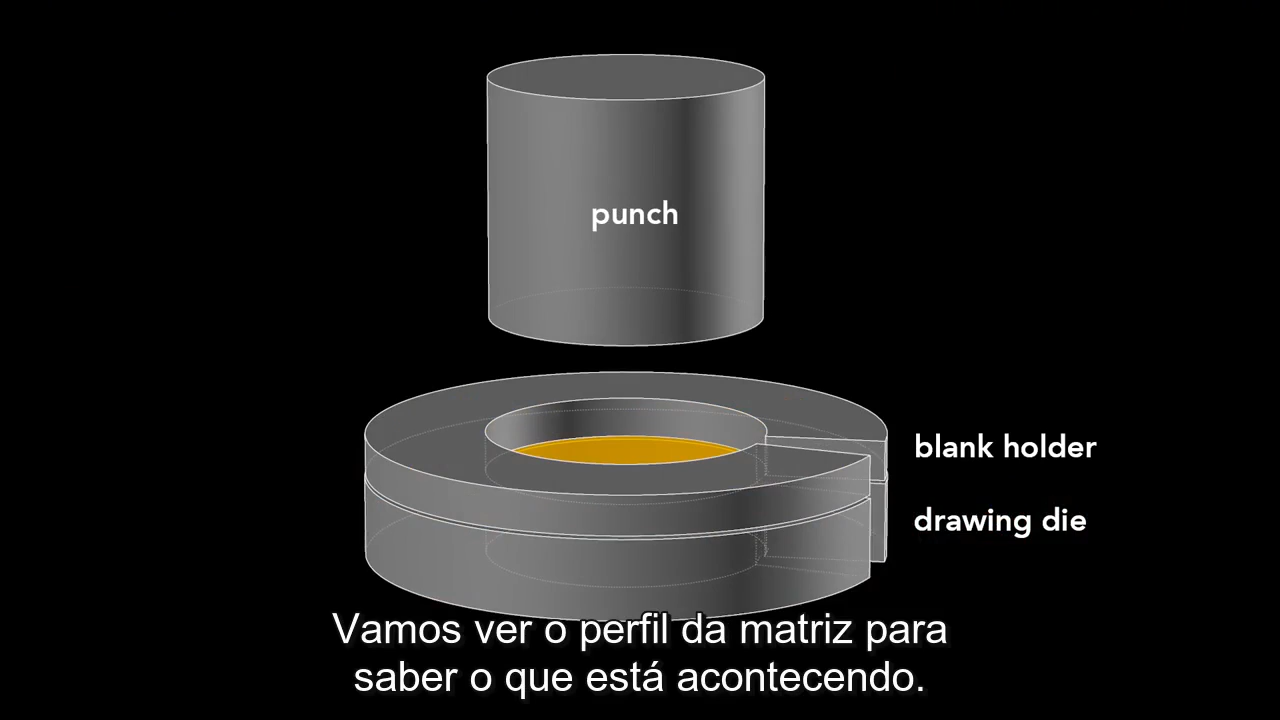 punch
blank holder
drawing die
Vamos ver o perfil da matriz para
saber o que está acontecendo.